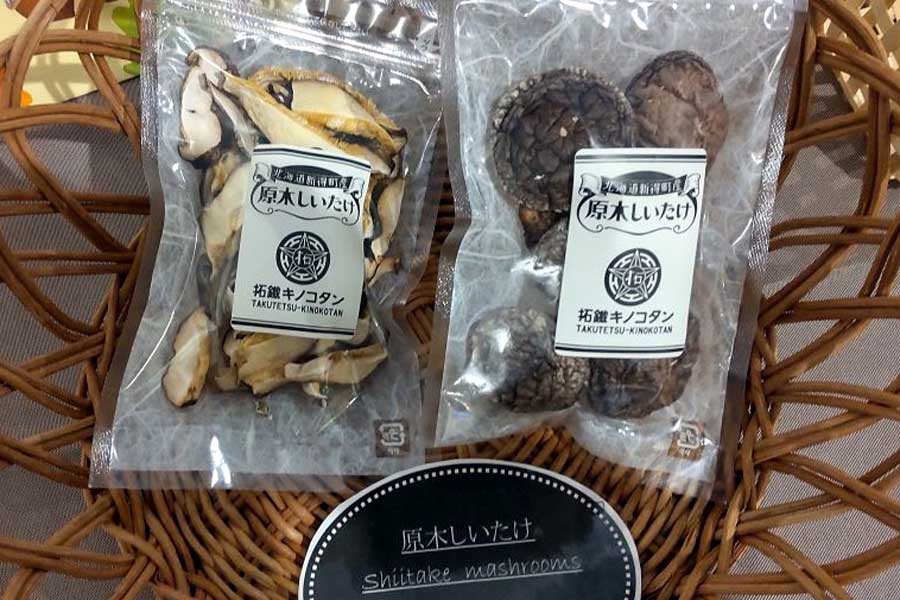 北海道新得町産
原木しいたけ
拓
拓鐵キノコタン
TAKUTETSU-KINOKOTAN
北海道新得町産
原木しいたけ
拓
拓鐵キノコタン
TAKUTETSU-KINOKOTAN
原木しいたけ
Shiitake mashrooms